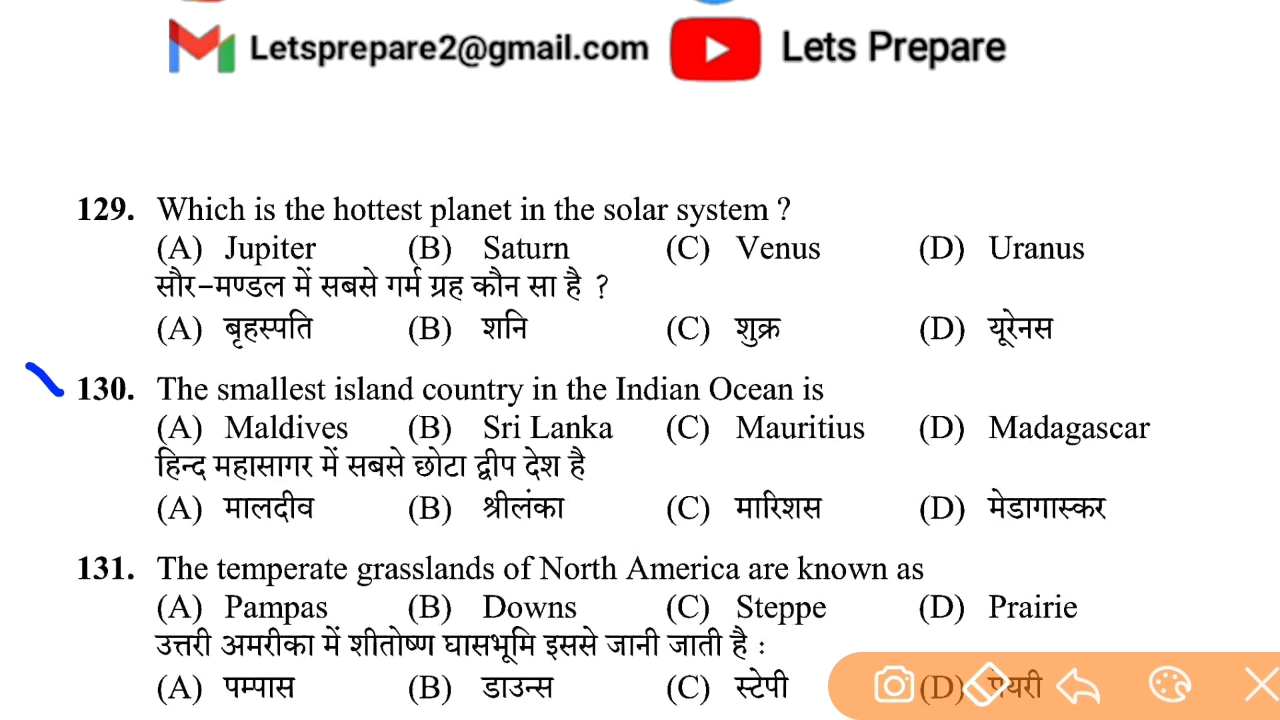 Letsprepare2@gmail.com Lets Prepare
129. Which is the hottest planet in the solar system ?
(A) Jupiter (B) Saturn (C) Venus (D) Uranus
सौर-मण्डल में सबसे गर्म ग्रह कौन सा है ?
(A) बृहस्पति (B) शनि (C) शुक्र (D) यूरेनस
130. The smallest island country in the Indian Ocean is
(A) Maldives (B) Sri Lanka (C) Mauritius (D) Madagascar
हिन्द महासागर में सबसे छोटा द्वीप देश है
(A) मालदीव (B) श्रीलंका (C) मारिशस (D) मेडागास्कर
131. The temperate grasslands of North America are known as
(A) Pampas (B) Downs (C) Steppe (D) Prairie
उत्तरी अमरीका में शीतोष्ण घासभूमि इससे जानी जाती है :
(A) पम्पास (B) डाउन्स (C) स्टेपी (D)